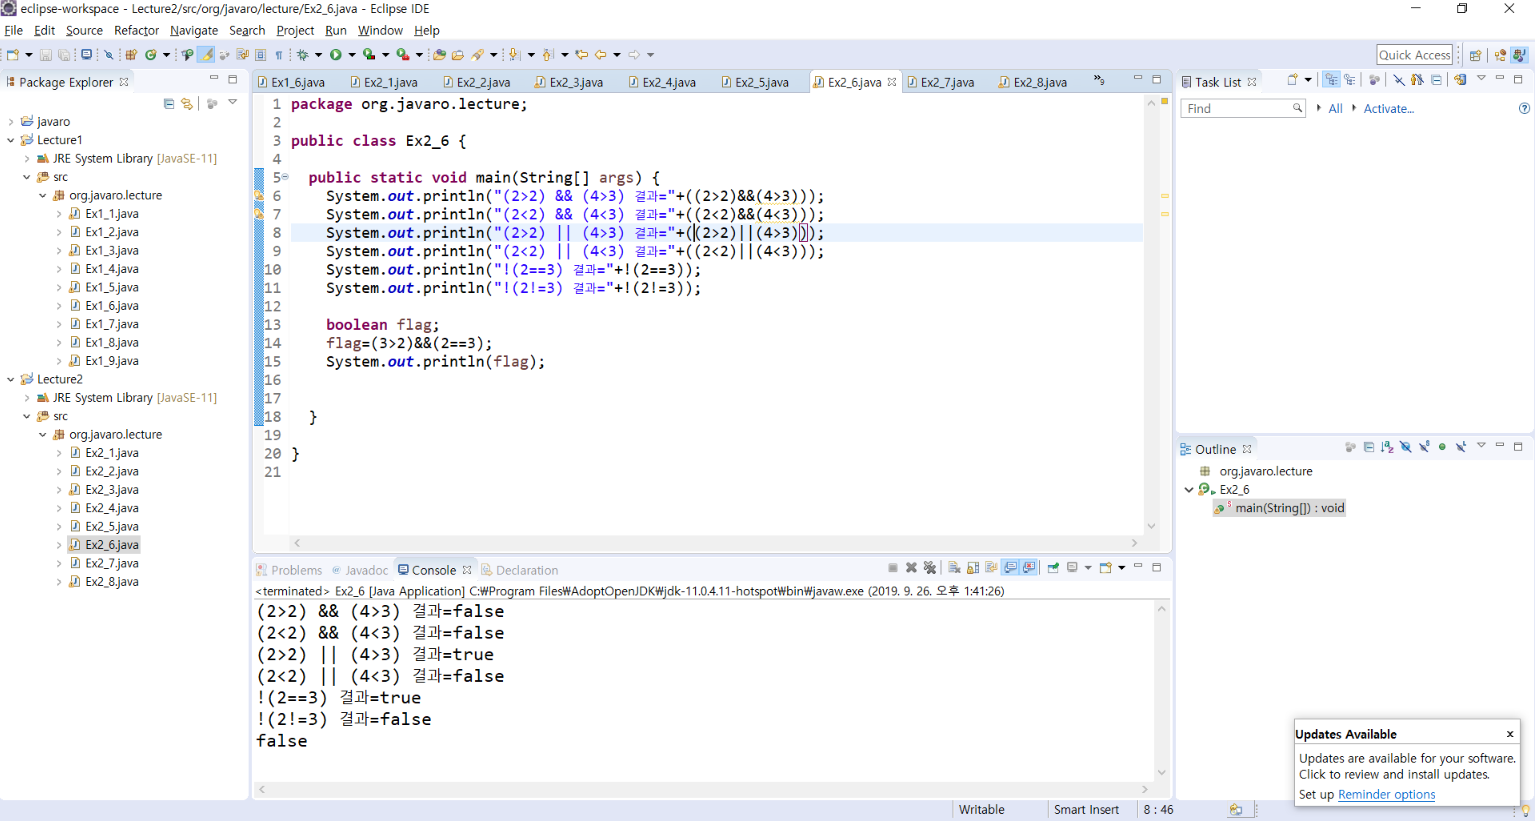 eclipse-workspace - Lecture2/src/org/javaro/lecture/Ex2_6.java - Eclipse IDE
File Edit Source Refactor Navigate Search Project Run Window Help
Quick Access
Package Explorer
javaro
Lecture1
JRE System Library [JavaSE-11]
src
org.javaro.lecture
Ex1_1.java
Ex1_2.java
Ex1_3.java
Ex1_4.java
Ex1_5.java
Ex1_6.java
Ex1_7.java
Ex1_8.java
Ex1_9.java
Lecture2
JRE System Library [JavaSE-11]
src
org.javaro.lecture
Ex2_1.java
Ex2_2.java
Ex2_3.java
Ex2_4.java
Ex2_5.java
Ex2_6.java
Ex2_7.java
Ex2_8.java
Ex1_6.java Ex2_1.java Ex2_2.java Ex2_3.java Ex2_4.java Ex2_5.java Ex2_6.java Ex2_7.java Ex2_8.java »9
1 package org.javaro.lecture;
2
3 public class Ex2_6 {
4
5 public static void main(String[] args) {
6 System.out.println("(2>2) && (4>3) 결과="+((2>2)&&(4>3)));
7 System.out.println("(2<2) && (4<3) 결과="+((2<2)&&(4<3)));
8 System.out.println("(2>2) || (4>3) 결과="+((2>2)||(4>3)));
9 System.out.println("(2<2) || (4<3) 결과="+((2<2)||(4<3)));
10 System.out.println("!(2==3) 결과="+!(2==3));
11 System.out.println("!(2!=3) 결과="+!(2!=3));
12
13 boolean flag;
14 flag=(3>2)&&(2==3);
15 System.out.println(flag);
16
17
18 }
19
20 }
21
Problems Javadoc Console Declaration
<terminated> Ex2_6 [Java Application] C:₩Program Files₩AdoptOpenJDK₩jdk-11.0.4.11-hotspot₩bin₩javaw.exe (2019. 9. 26. 오후 1:41:26)
(2>2) && (4>3) 결과=false
(2<2) && (4<3) 결과=false
(2>2) || (4>3) 결과=true
(2<2) || (4<3) 결과=false
!(2==3) 결과=true
!(2!=3) 결과=false
false
Task List
Find All Activate...
Outline
org.javaro.lecture
Ex2_6
main(String[]) : void
Updates Available x
Updates are available for your software.
Click to review and install updates.
Set up Reminder options
Writable Smart Insert 8 : 46